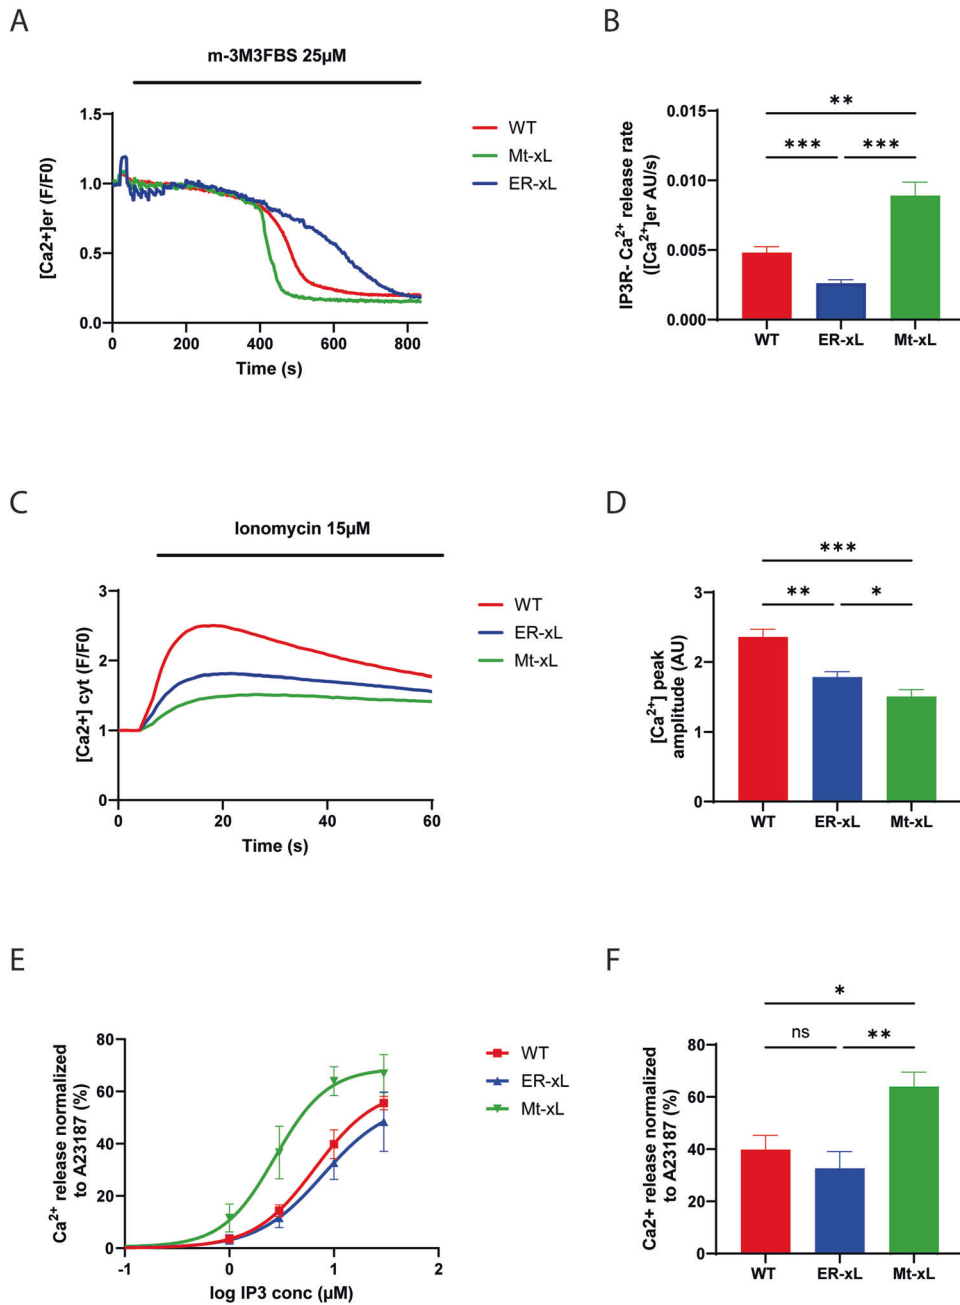 A
m-3M3FBS 25µM
[Ca2+]er (F/F0)
1.5
1.0
0.5
0.0
0 200 400 600 800
Time (s)
WT
Mt-xL
ER-xL
B
IP3R- Ca²⁺ release rate
([Ca²⁺]er AU/s)
0.015
0.010
0.005
0.000
**
*** ***
WT ER-xL Mt-xL
C
Ionomycin 15µM
[Ca2+] cyt (F/F0)
3
2
1
0
0 20 40 60
Time (s)
WT
ER-xL
Mt-xL
D
[Ca²⁺] peak
amplitude (AU)
3
2
1
0
***
** *
WT ER-xL Mt-xL
E
Ca²⁺ release normalized
to A23187 (%)
80
60
40
20
0
-1 0 1 2
log IP3 conc (µM)
WT
ER-xL
Mt-xL
F
Ca2+ release normalized
to A23187 (%)
80
60
40
20
0
*
ns **
WT ER-xL Mt-xL